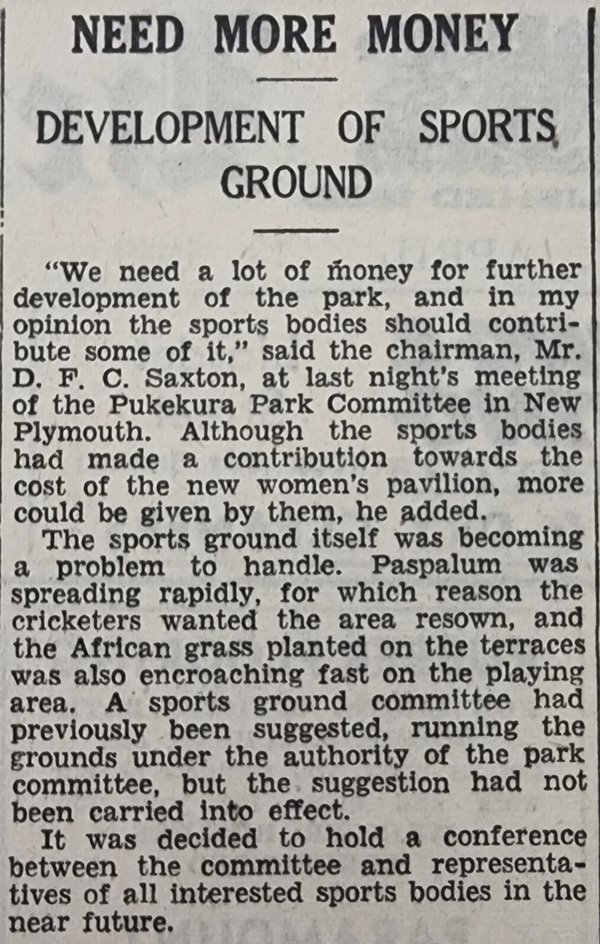 NEED MORE MONEY
DEVELOPMENT OF SPORTS
GROUND
"We need a lot of money for further
development of the park, and in my
opinion the sports bodies should contri-
bute some of it," said the chairman, Mr.
D. F. C. Saxton, at last night's meeting
of the Pukekura Park Committee in New
Plymouth. Although the sports bodies
had made a contribution towards the
cost of the new women's pavilion, more
could be given by them, he added.
The sports ground itself was becoming
a problem to handle. Paspalum was
spreading rapidly, for which reason the
cricketers wanted the area resown, and
the African grass planted on the terraces
was also encroaching fast on the playing
area. A sports ground committee had
previously been suggested, running the
grounds under the authority of the park
committee, but the suggestion had not
been carried into effect.
It was decided to hold a conference
between the committee and representa-
tives of all interested sports bodies in the
near future.